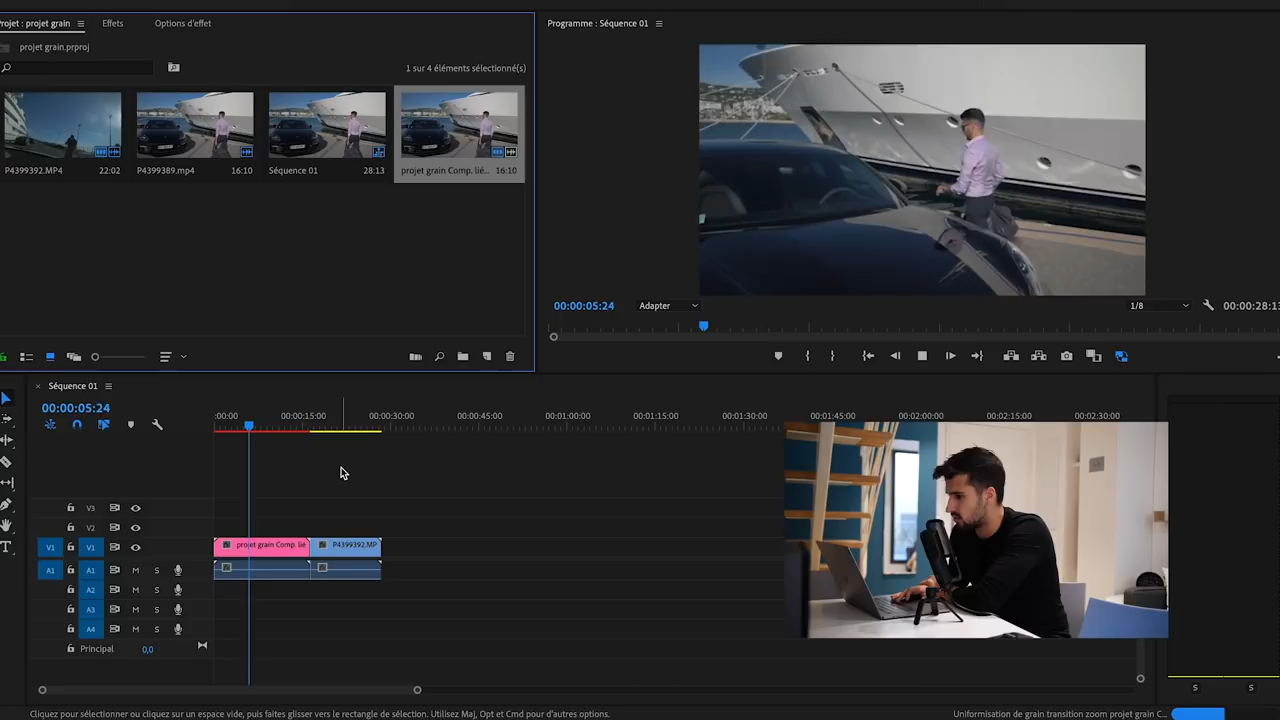 Projet : projet grain
Effets
Options d'effet
projet grain.prproj
1 sur 4 éléments sélectionné(s)
P4399392.MP4 22:02
P4399389.mp4 16:10
Séquence 01 28:13
projet grain Comp. lié... 16:10
Programme : Séquence 01
00:00:05:24
Adapter
1/8
00:00:28:13
× Séquence 01
00:00:05:24
:00:00 00:00:15:00 00:00:30:00 00:00:45:00 00:01:00:00 00:01:15:00 00:01:30:00 00:01:45:00 00:02:00:00 00:02:15:00 00:02:30:00
V3
V2
V1 V1 fx projet grain Comp. lié fx P4399392.MP
A1 A1 M S
A2 M S
A3 M S
A4 M S
Principal 0,0
S S
Cliquez pour sélectionner ou cliquez sur un espace vide, puis faites glisser vers le rectangle de sélection. Utilisez Maj, Opt et Cmd pour d'autres options.
Uniformisation de grain transition zoom projet grain C...